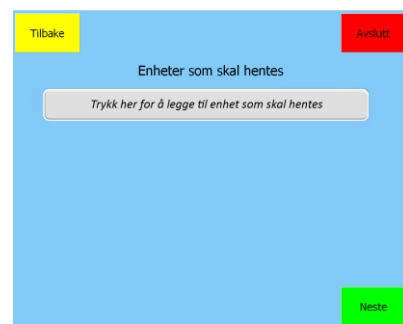 Tilbake
Avslutt
Enheter som skal hentes
Trykk her for å legge til enhet som skal hentes
Neste